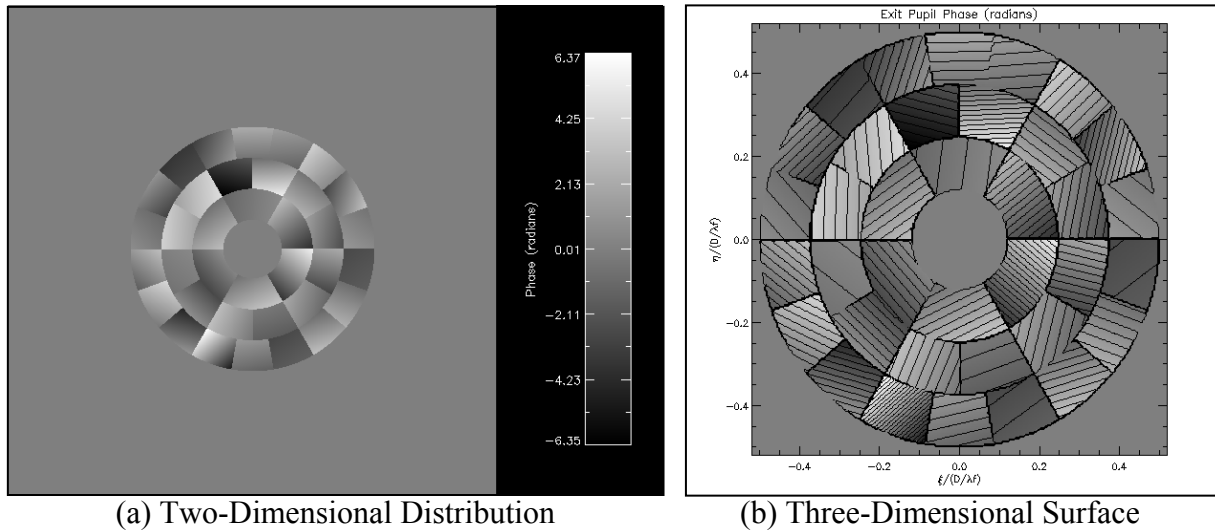 6.37
4.25
2.13
0.01
-2.11
-4.23
-6.35
Phase (radians)
Exit Pupil Phase (radians)
0.4
0.2
0.0
-0.2
-0.4
η/(D/λf)
-0.4
-0.2
0.0
0.2
0.4
ξ/(D/λf)
(a) Two-Dimensional Distribution
(b) Three-Dimensional Surface